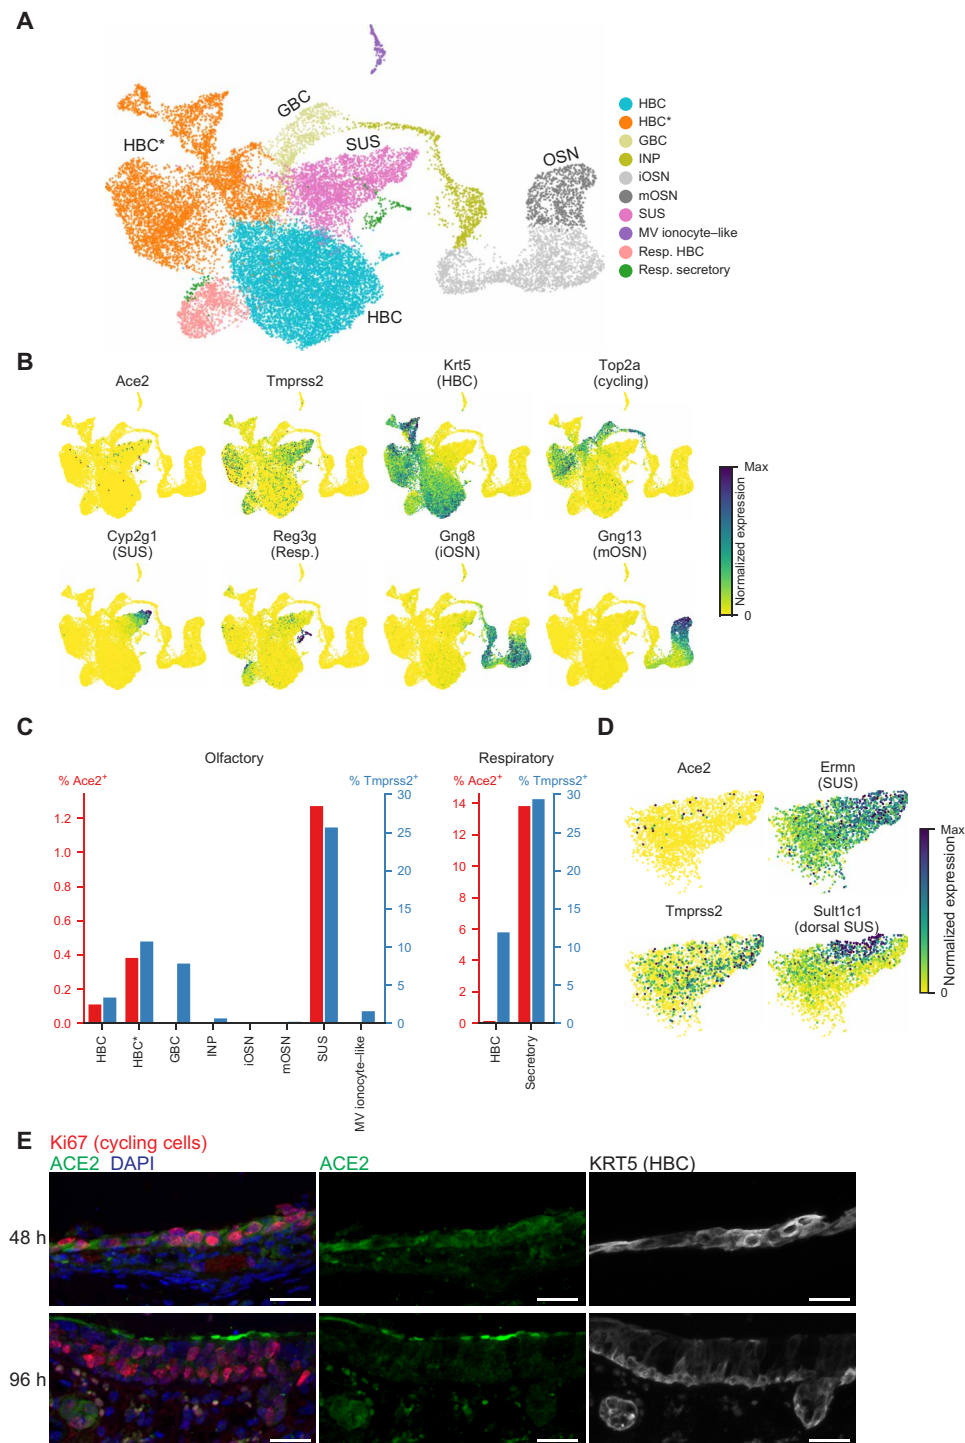 A
HBC*
GBC
SUS
OSN
HBC
HBC
HBC*
GBC
INP
iOSN
mOSN
SUS
MV ionocyte–like
Resp. HBC
Resp. secretory
B
Ace2
Tmprss2
Krt5
(HBC)
Top2a
(cycling)
Cyp2g1
(SUS)
Reg3g
(Resp.)
Gng8
(iOSN)
Gng13
(mOSN)
Max
Normalized expression
0
C
Olfactory
% Ace2+
% Tmprss2+
1.2
1.0
0.8
0.6
0.4
0.2
0.0
30
25
20
15
10
5
0
HBC
HBC*
GBC
INP
iOSN
mOSN
SUS
MV ionocyte–like
Respiratory
% Ace2+
% Tmprss2+
14
12
10
8
6
4
2
0
30
25
20
15
10
5
0
HBC
Secretory
D
Ace2
Ermn
(SUS)
Tmprss2
Sult1c1
(dorsal SUS)
Max
Normalized expression
0
E
Ki67 (cycling cells)
ACE2 DAPI
ACE2
KRT5 (HBC)
48 h
96 h